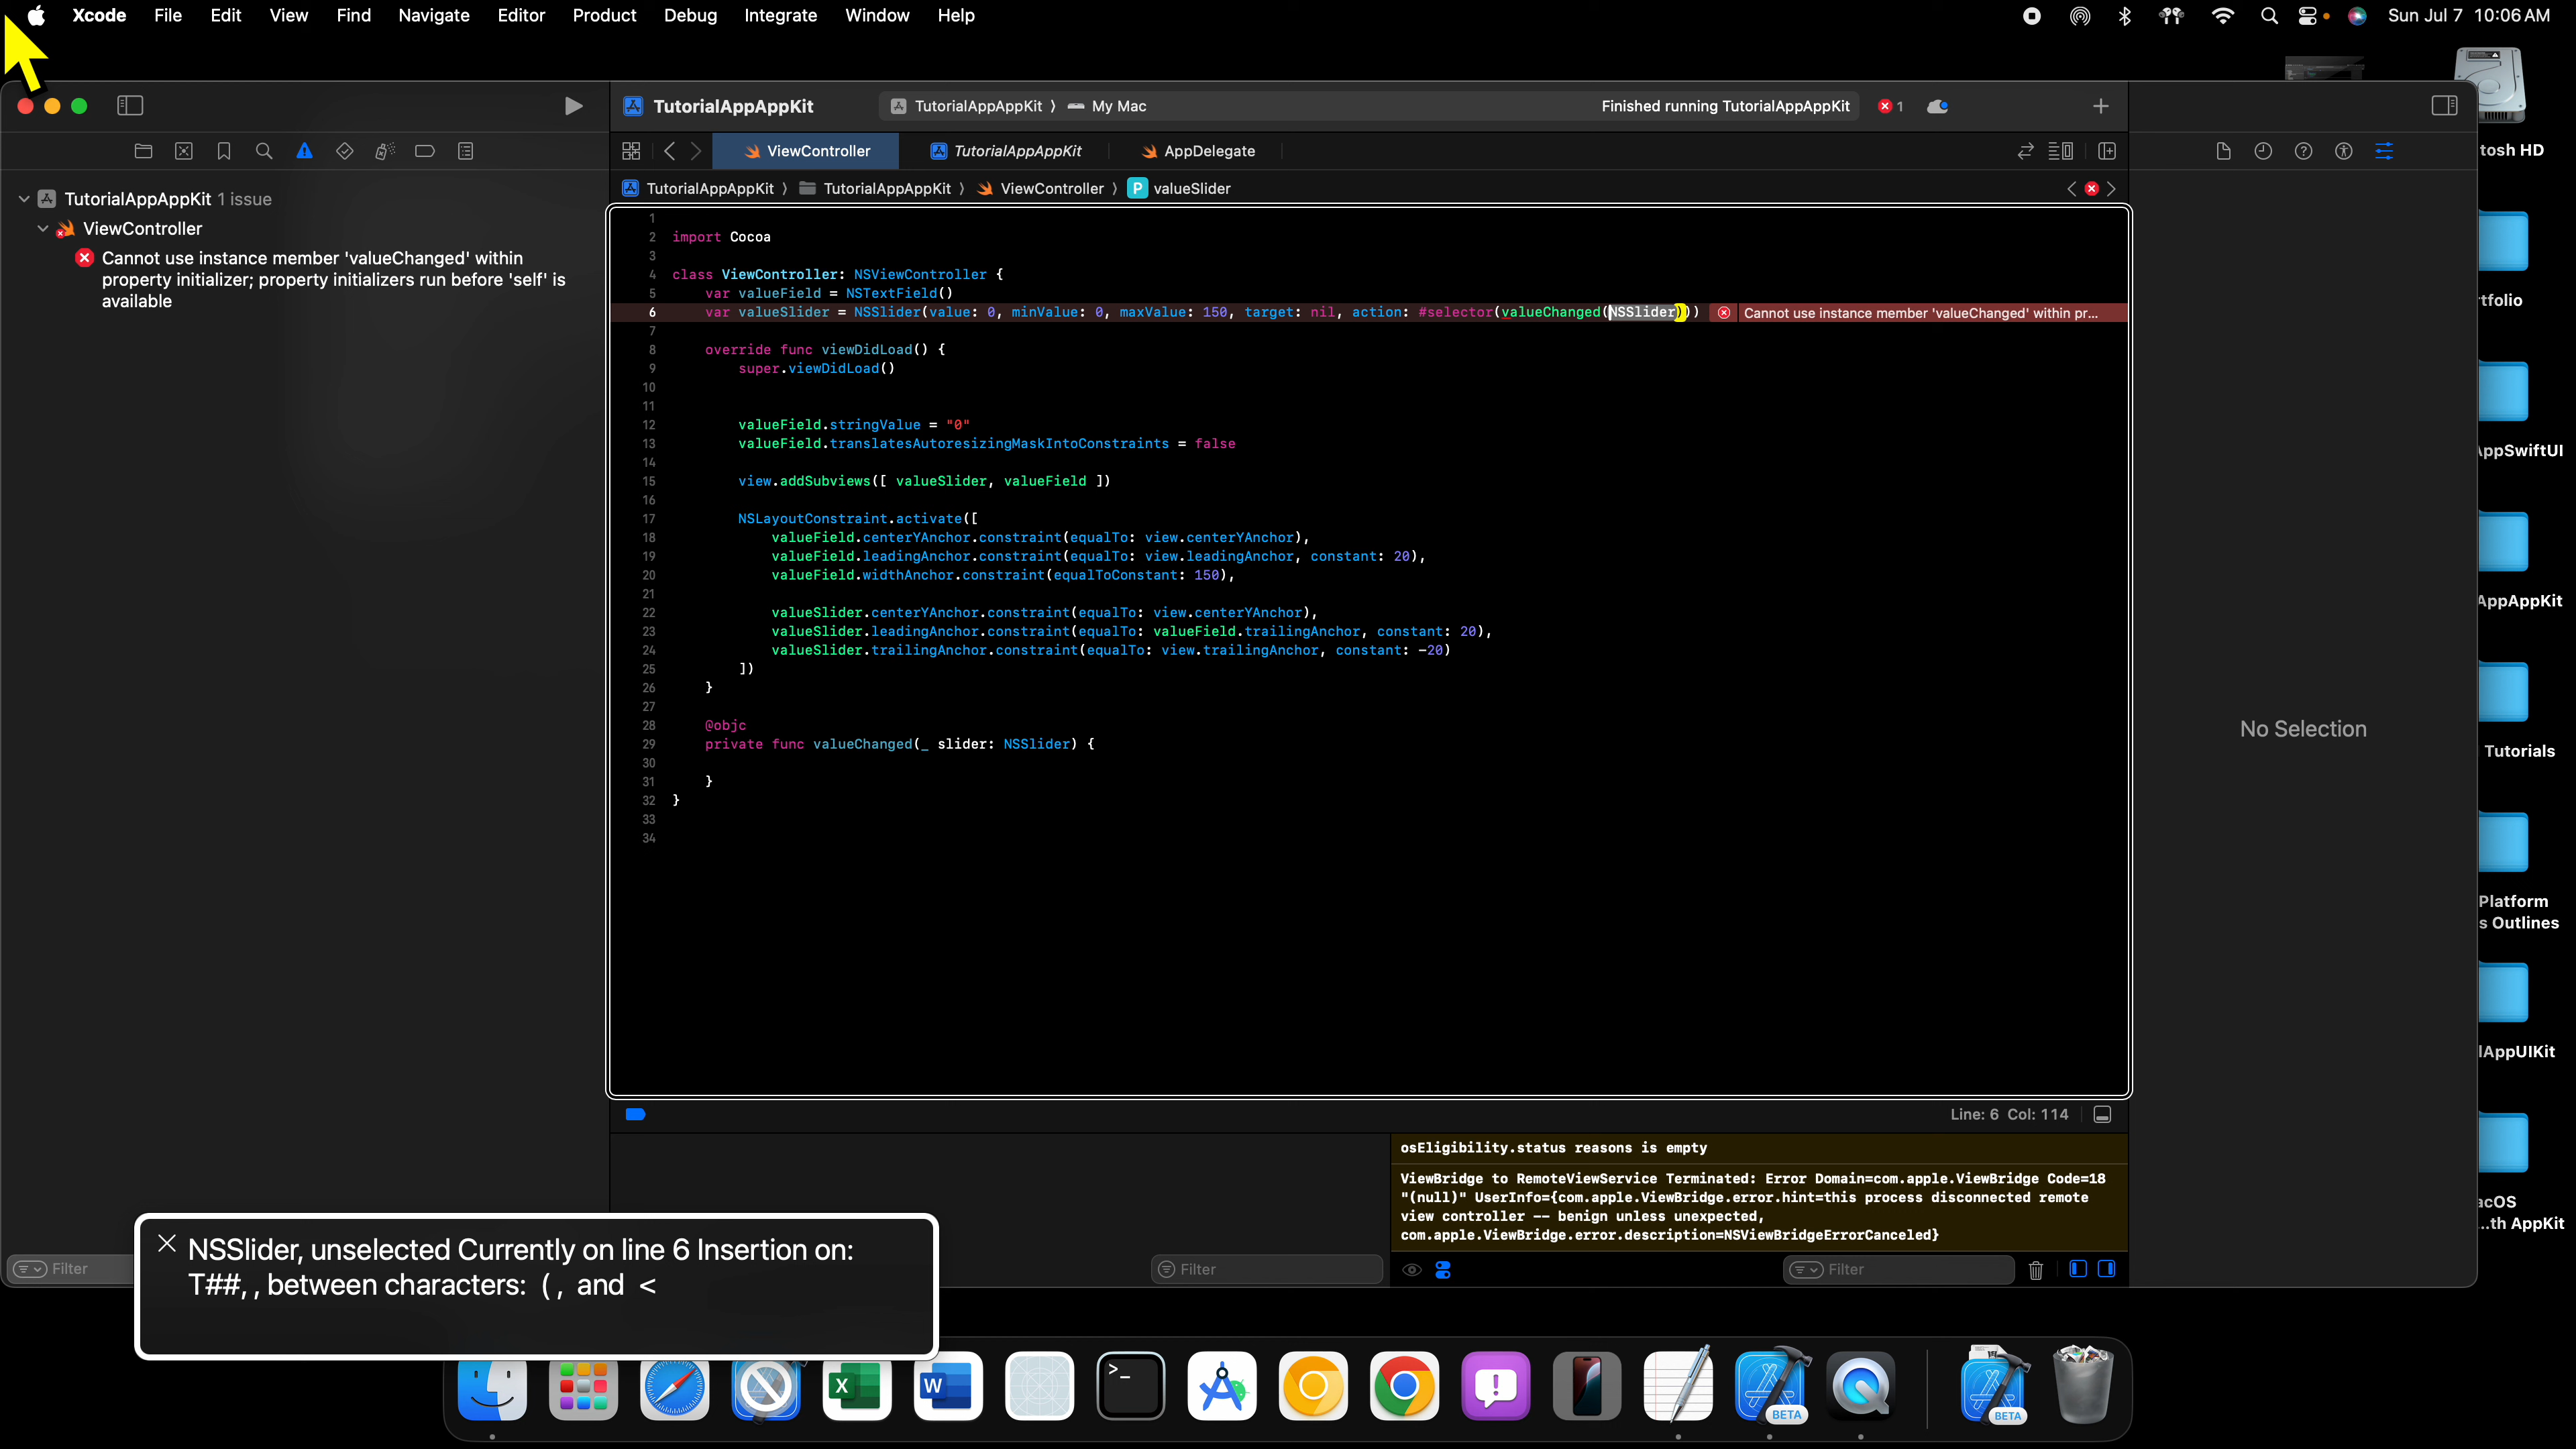 Xcode File Edit View Find Navigate Editor Product Debug Integrate Window Help
Sun Jul 7 10:06 AM
TutorialAppAppKit
TutorialAppAppKit 〉 My Mac
Finished running TutorialAppAppKit
1
ViewController
TutorialAppAppKit
AppDelegate
TutorialAppAppKit 〉 TutorialAppAppKit 〉 ViewController 〉 P valueSlider
TutorialAppAppKit 1 issue
ViewController
Cannot use instance member 'valueChanged' within
property initializer; property initializers run before 'self' is
available
1
2 import Cocoa
3
4 class ViewController: NSViewController {
5 var valueField = NSTextField()
6 var valueSlider = NSSlider(value: 0, minValue: 0, maxValue: 150, target: nil, action: #selector(valueChanged(NSSlider)))
Cannot use instance member 'valueChanged' within pr...
7
8 override func viewDidLoad() {
9 super.viewDidLoad()
10
11
12 valueField.stringValue = "0"
13 valueField.translatesAutoresizingMaskIntoConstraints = false
14
15 view.addSubviews([ valueSlider, valueField ])
16
17 NSLayoutConstraint.activate([
18 valueField.centerYAnchor.constraint(equalTo: view.centerYAnchor),
19 valueField.leadingAnchor.constraint(equalTo: view.leadingAnchor, constant: 20),
20 valueField.widthAnchor.constraint(equalToConstant: 150),
21
22 valueSlider.centerYAnchor.constraint(equalTo: view.centerYAnchor),
23 valueSlider.leadingAnchor.constraint(equalTo: valueField.trailingAnchor, constant: 20),
24 valueSlider.trailingAnchor.constraint(equalTo: view.trailingAnchor, constant: -20)
25 ])
26 }
27
28 @objc
29 private func valueChanged(_ slider: NSSlider) {
30
31 }
32 }
33
34
No Selection
Line: 6 Col: 114
osEligibility.status reasons is empty
ViewBridge to RemoteViewService Terminated: Error Domain=com.apple.ViewBridge Code=18
"(null)" UserInfo={com.apple.ViewBridge.error.hint=this process disconnected remote
view controller -- benign unless unexpected,
com.apple.ViewBridge.error.description=NSViewBridgeErrorCanceled}
Filter
Filter
Filter
NSSlider, unselected Currently on line 6 Insertion on:
T##, , between characters: (, and <
tosh HD
tfolio
AppSwiftUI
AppAppKit
Tutorials
Platform
s Outlines
lAppUIKit
acOS
...th AppKit
X
W
>_
BETA
BETA